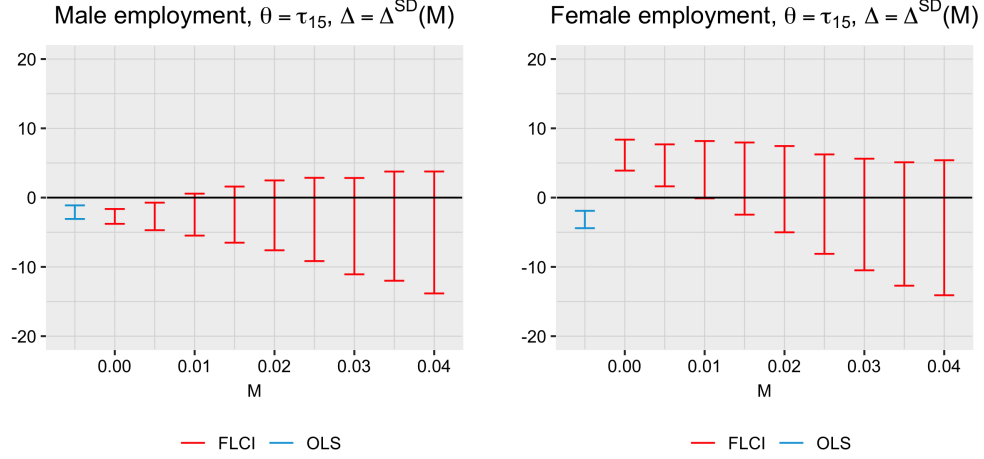 Male employment, θ = τ₁₅, Δ = Δ^SD(M)
20
10
0
-10
-20
0.00 0.01 0.02 0.03 0.04
M
FLCI OLS
Female employment, θ = τ₁₅, Δ = Δ^SD(M)
20
10
0
-10
-20
0.00 0.01 0.02 0.03 0.04
M
FLCI OLS